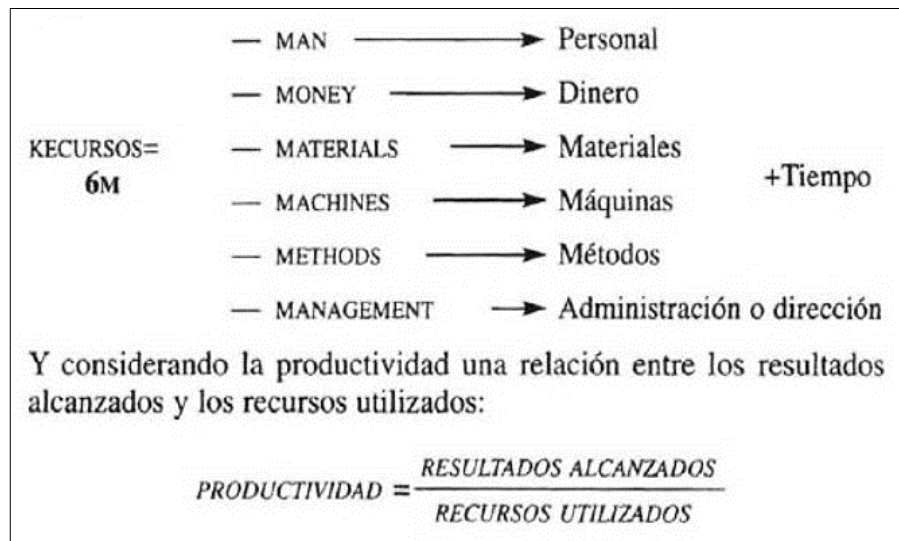 — MAN → Personal
— MONEY → Dinero
KECURSOS= — MATERIALS → Materiales
6M +Tiempo
— MACHINES → Máquinas
— METHODS → Métodos
— MANAGEMENT → Administración o dirección
Y considerando la productividad una relación entre los resultados
alcanzados y los recursos utilizados:
PRODUCTIVIDAD = RESULTADOS ALCANZADOS
RECURSOS UTILIZADOS